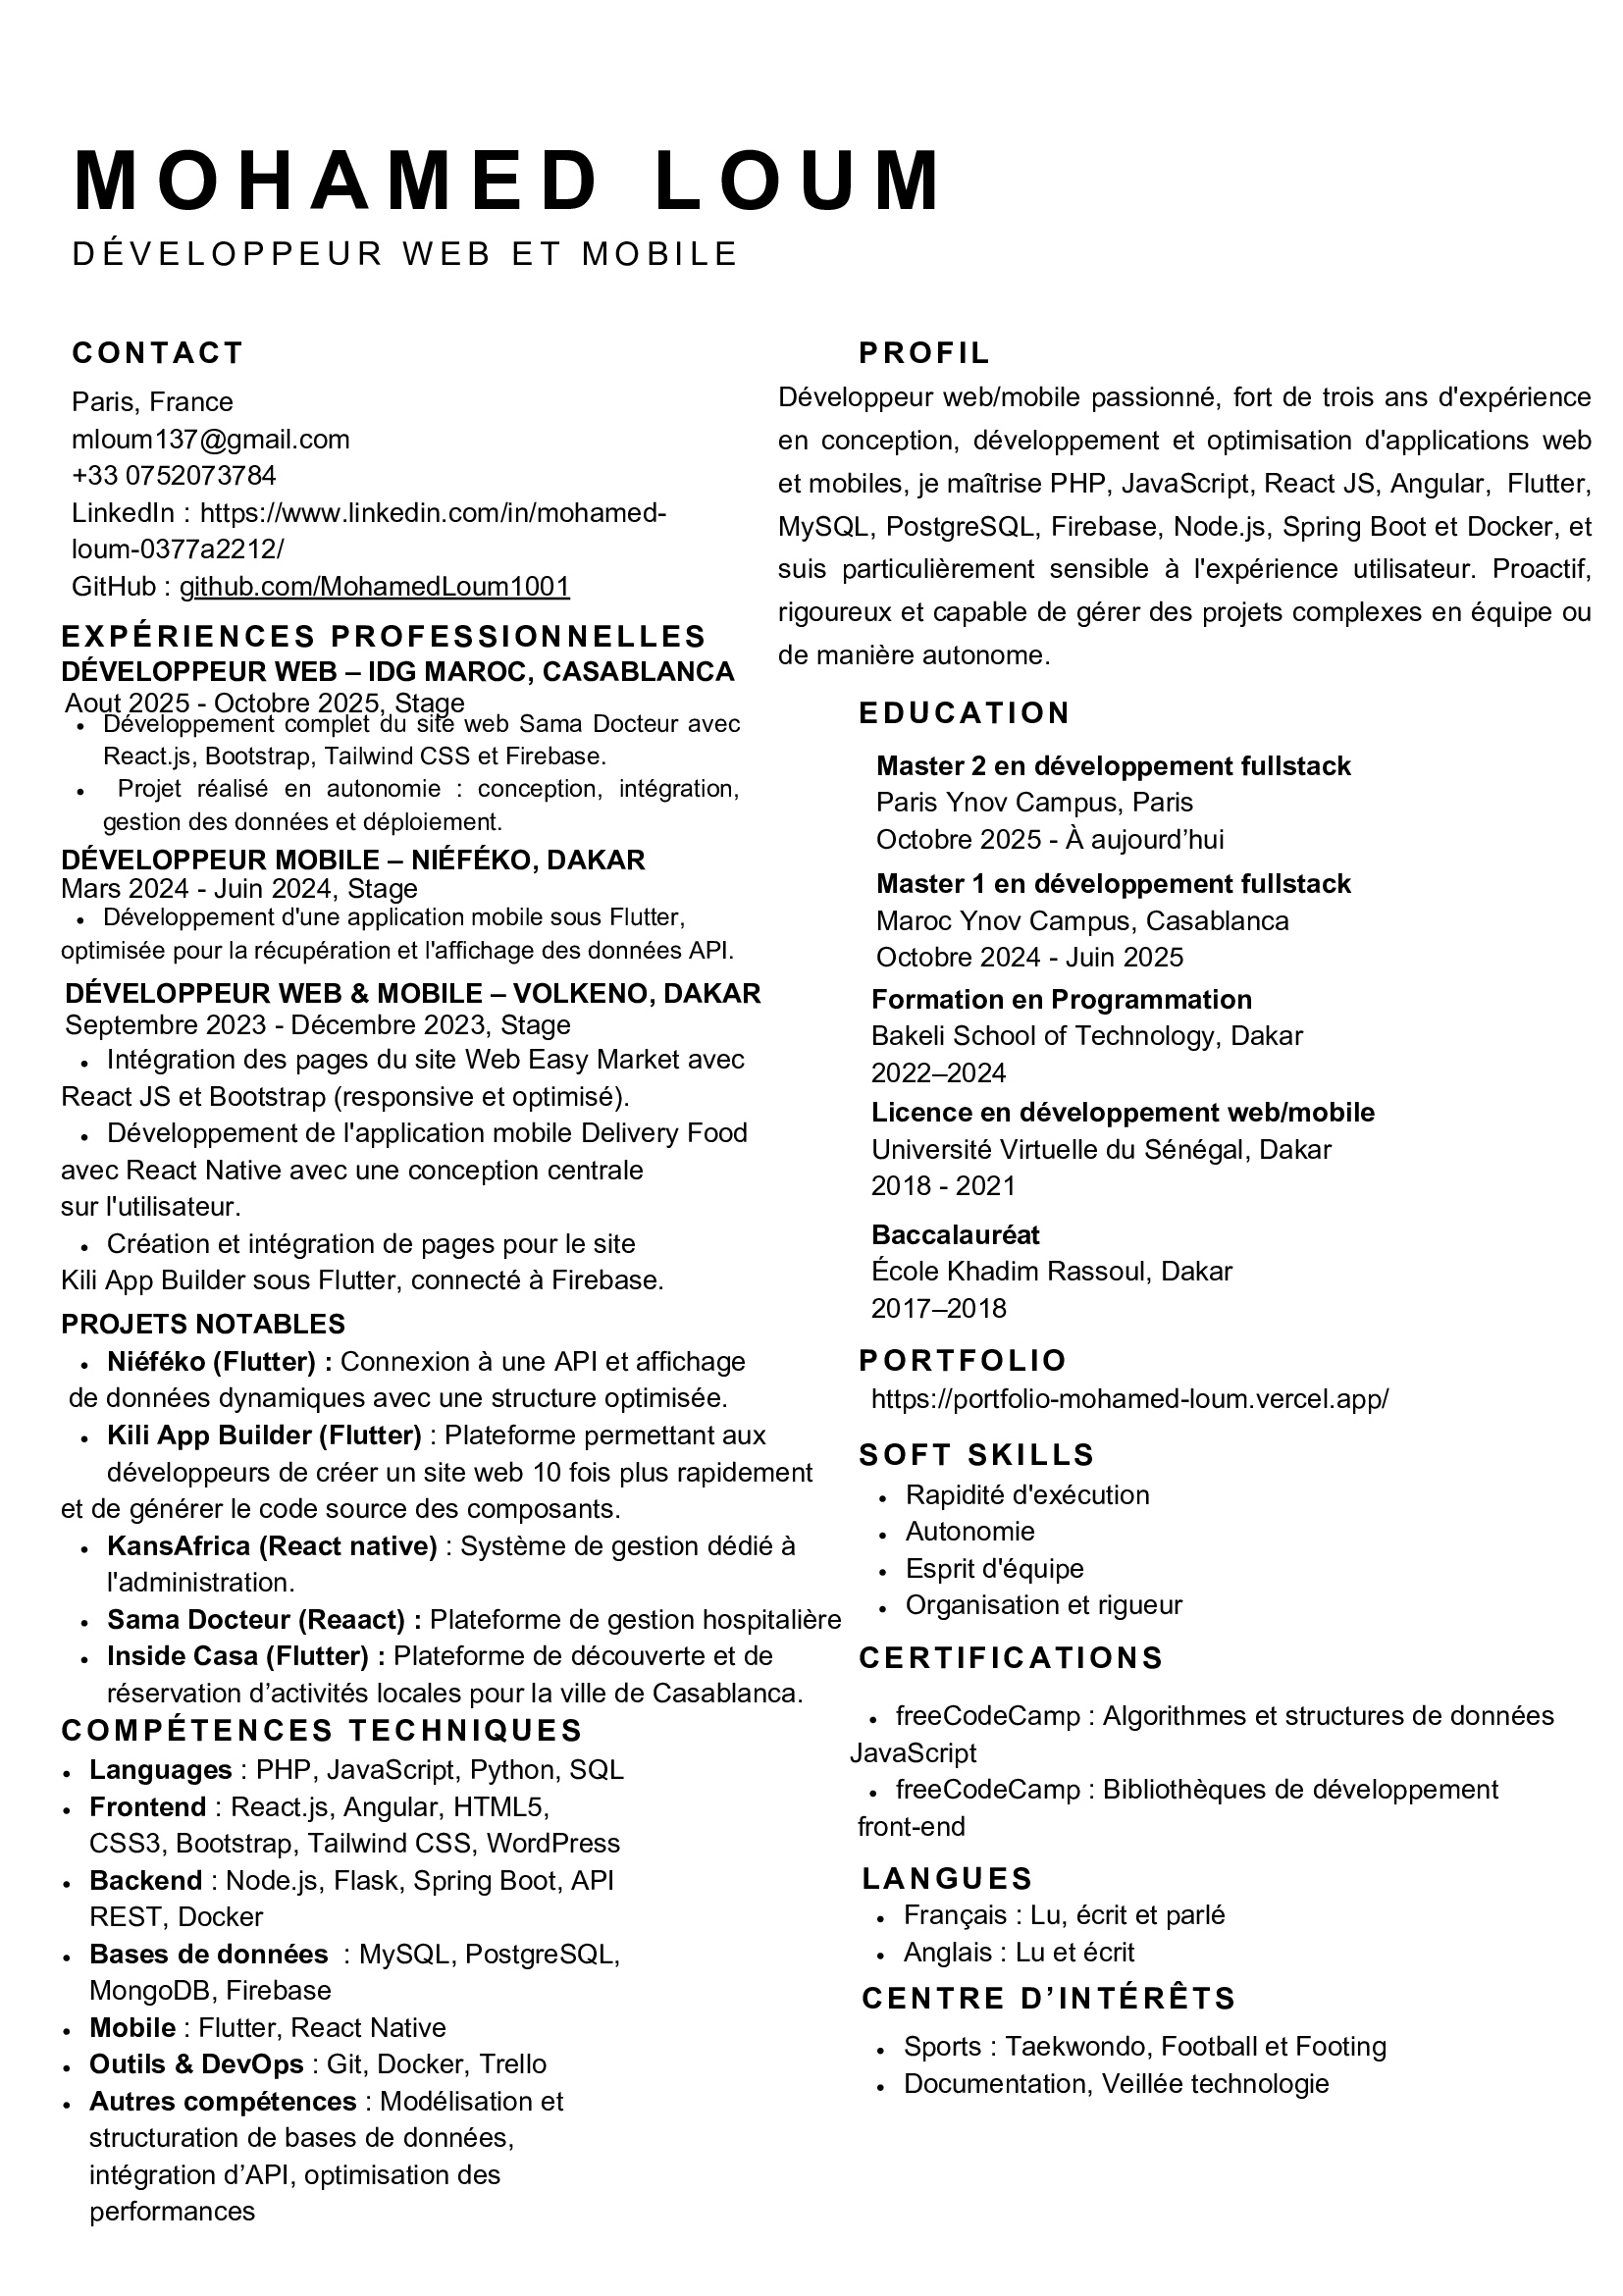 MOHAMED LOUM
DÉVELOPPEUR WEB ET MOBILE
CONTACT
Paris, France
mloum137@gmail.com
+33 0752073784
LinkedIn : https://www.linkedin.com/in/mohamed-
loum-0377a2212/
GitHub : github.com/MohamedLoum1001
EXPÉRIENCES PROFESSIONNELLES
DÉVELOPPEUR WEB – IDG MAROC, CASABLANCA
Aout 2025 - Octobre 2025, Stage
• Développement complet du site web Sama Docteur avec
React.js, Bootstrap, Tailwind CSS et Firebase.
• Projet réalisé en autonomie : conception, intégration,
gestion des données et déploiement.
DÉVELOPPEUR MOBILE – NIÉFÉKO, DAKAR
Mars 2024 - Juin 2024, Stage
• Développement d'une application mobile sous Flutter,
optimisée pour la récupération et l'affichage des données API.
DÉVELOPPEUR WEB & MOBILE – VOLKENO, DAKAR
Septembre 2023 - Décembre 2023, Stage
• Intégration des pages du site Web Easy Market avec
React JS et Bootstrap (responsive et optimisé).
• Développement de l'application mobile Delivery Food
avec React Native avec une conception centrale
sur l'utilisateur.
• Création et intégration de pages pour le site
Kili App Builder sous Flutter, connecté à Firebase.
PROJETS NOTABLES
• Niéféko (Flutter) : Connexion à une API et affichage
de données dynamiques avec une structure optimisée.
• Kili App Builder (Flutter) : Plateforme permettant aux
développeurs de créer un site web 10 fois plus rapidement
et de générer le code source des composants.
• KansAfrica (React native) : Système de gestion dédié à
l'administration.
• Sama Docteur (Reaact) : Plateforme de gestion hospitalière
• Inside Casa (Flutter) : Plateforme de découverte et de
réservation d’activités locales pour la ville de Casablanca.
COMPÉTENCES TECHNIQUES
• Languages : PHP, JavaScript, Python, SQL
• Frontend : React.js, Angular, HTML5,
CSS3, Bootstrap, Tailwind CSS, WordPress
• Backend : Node.js, Flask, Spring Boot, API
REST, Docker
• Bases de données : MySQL, PostgreSQL,
MongoDB, Firebase
• Mobile : Flutter, React Native
• Outils & DevOps : Git, Docker, Trello
• Autres compétences : Modélisation et
structuration de bases de données,
intégration d’API, optimisation des
performances
PROFIL
Développeur web/mobile passionné, fort de trois ans d'expérience
en conception, développement et optimisation d'applications web
et mobiles, je maîtrise PHP, JavaScript, React JS, Angular, Flutter,
MySQL, PostgreSQL, Firebase, Node.js, Spring Boot et Docker, et
suis particulièrement sensible à l'expérience utilisateur. Proactif,
rigoureux et capable de gérer des projets complexes en équipe ou
de manière autonome.
EDUCATION
Master 2 en développement fullstack
Paris Ynov Campus, Paris
Octobre 2025 - À aujourd’hui
Master 1 en développement fullstack
Maroc Ynov Campus, Casablanca
Octobre 2024 - Juin 2025
Formation en Programmation
Bakeli School of Technology, Dakar
2022–2024
Licence en développement web/mobile
Université Virtuelle du Sénégal, Dakar
2018 - 2021
Baccalauréat
École Khadim Rassoul, Dakar
2017–2018
PORTFOLIO
https://portfolio-mohamed-loum.vercel.app/
SOFT SKILLS
• Rapidité d'exécution
• Autonomie
• Esprit d'équipe
• Organisation et rigueur
CERTIFICATIONS
• freeCodeCamp : Algorithmes et structures de données
JavaScript
• freeCodeCamp : Bibliothèques de développement
front-end
LANGUES
• Français : Lu, écrit et parlé
• Anglais : Lu et écrit
CENTRE D’INTÉRÊTS
• Sports : Taekwondo, Football et Footing
• Documentation, Veillée technologie